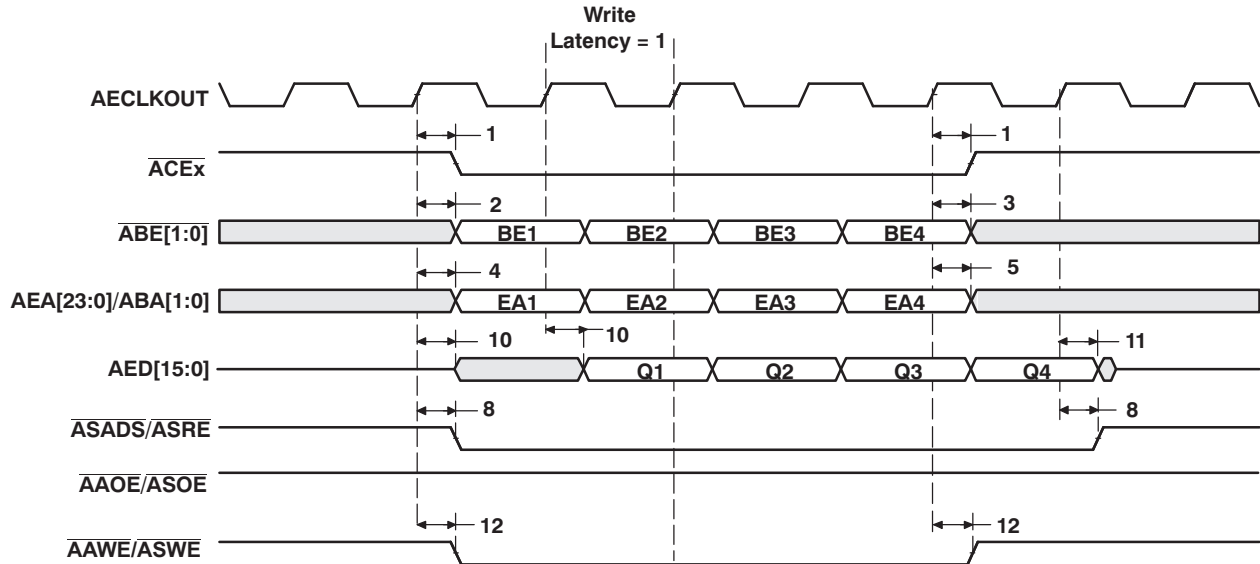 Write
Latency = 1
AECLKOUT
1 1
ACEx
2 3
ABE[1:0] BE1 BE2 BE3 BE4
4 5
AEA[23:0]/ABA[1:0] EA1 EA2 EA3 EA4
10 10 11
AED[15:0] Q1 Q2 Q3 Q4
8 8
ASADS/ASRE
AAOE/ASOE
12 12
AAWE/ASWE